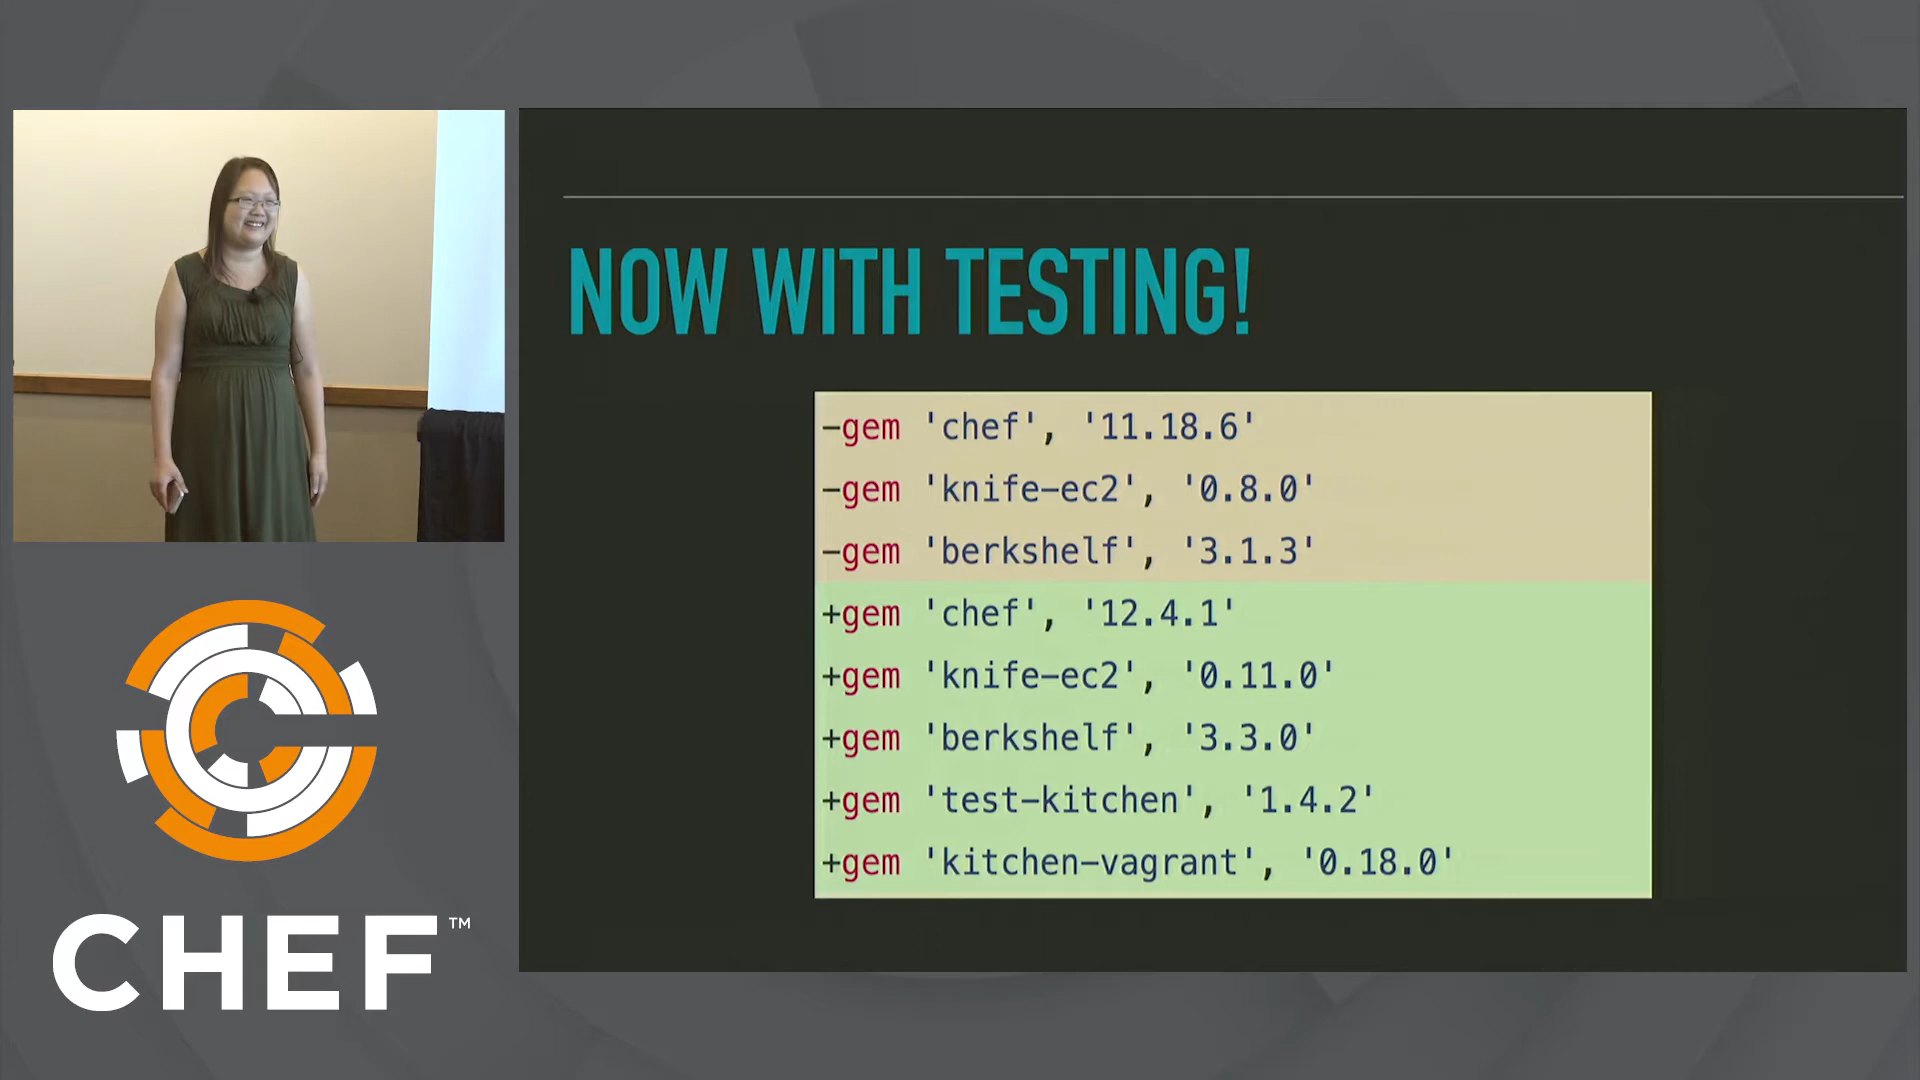 NOW WITH TESTING!
-gem 'chef', '11.18.6'
-gem 'knife-ec2', '0.8.0'
-gem 'berkshelf', '3.1.3'
+gem 'chef', '12.4.1'
+gem 'knife-ec2', '0.11.0'
+gem 'berkshelf', '3.3.0'
+gem 'test-kitchen', '1.4.2'
+gem 'kitchen-vagrant', '0.18.0'
CHEF™